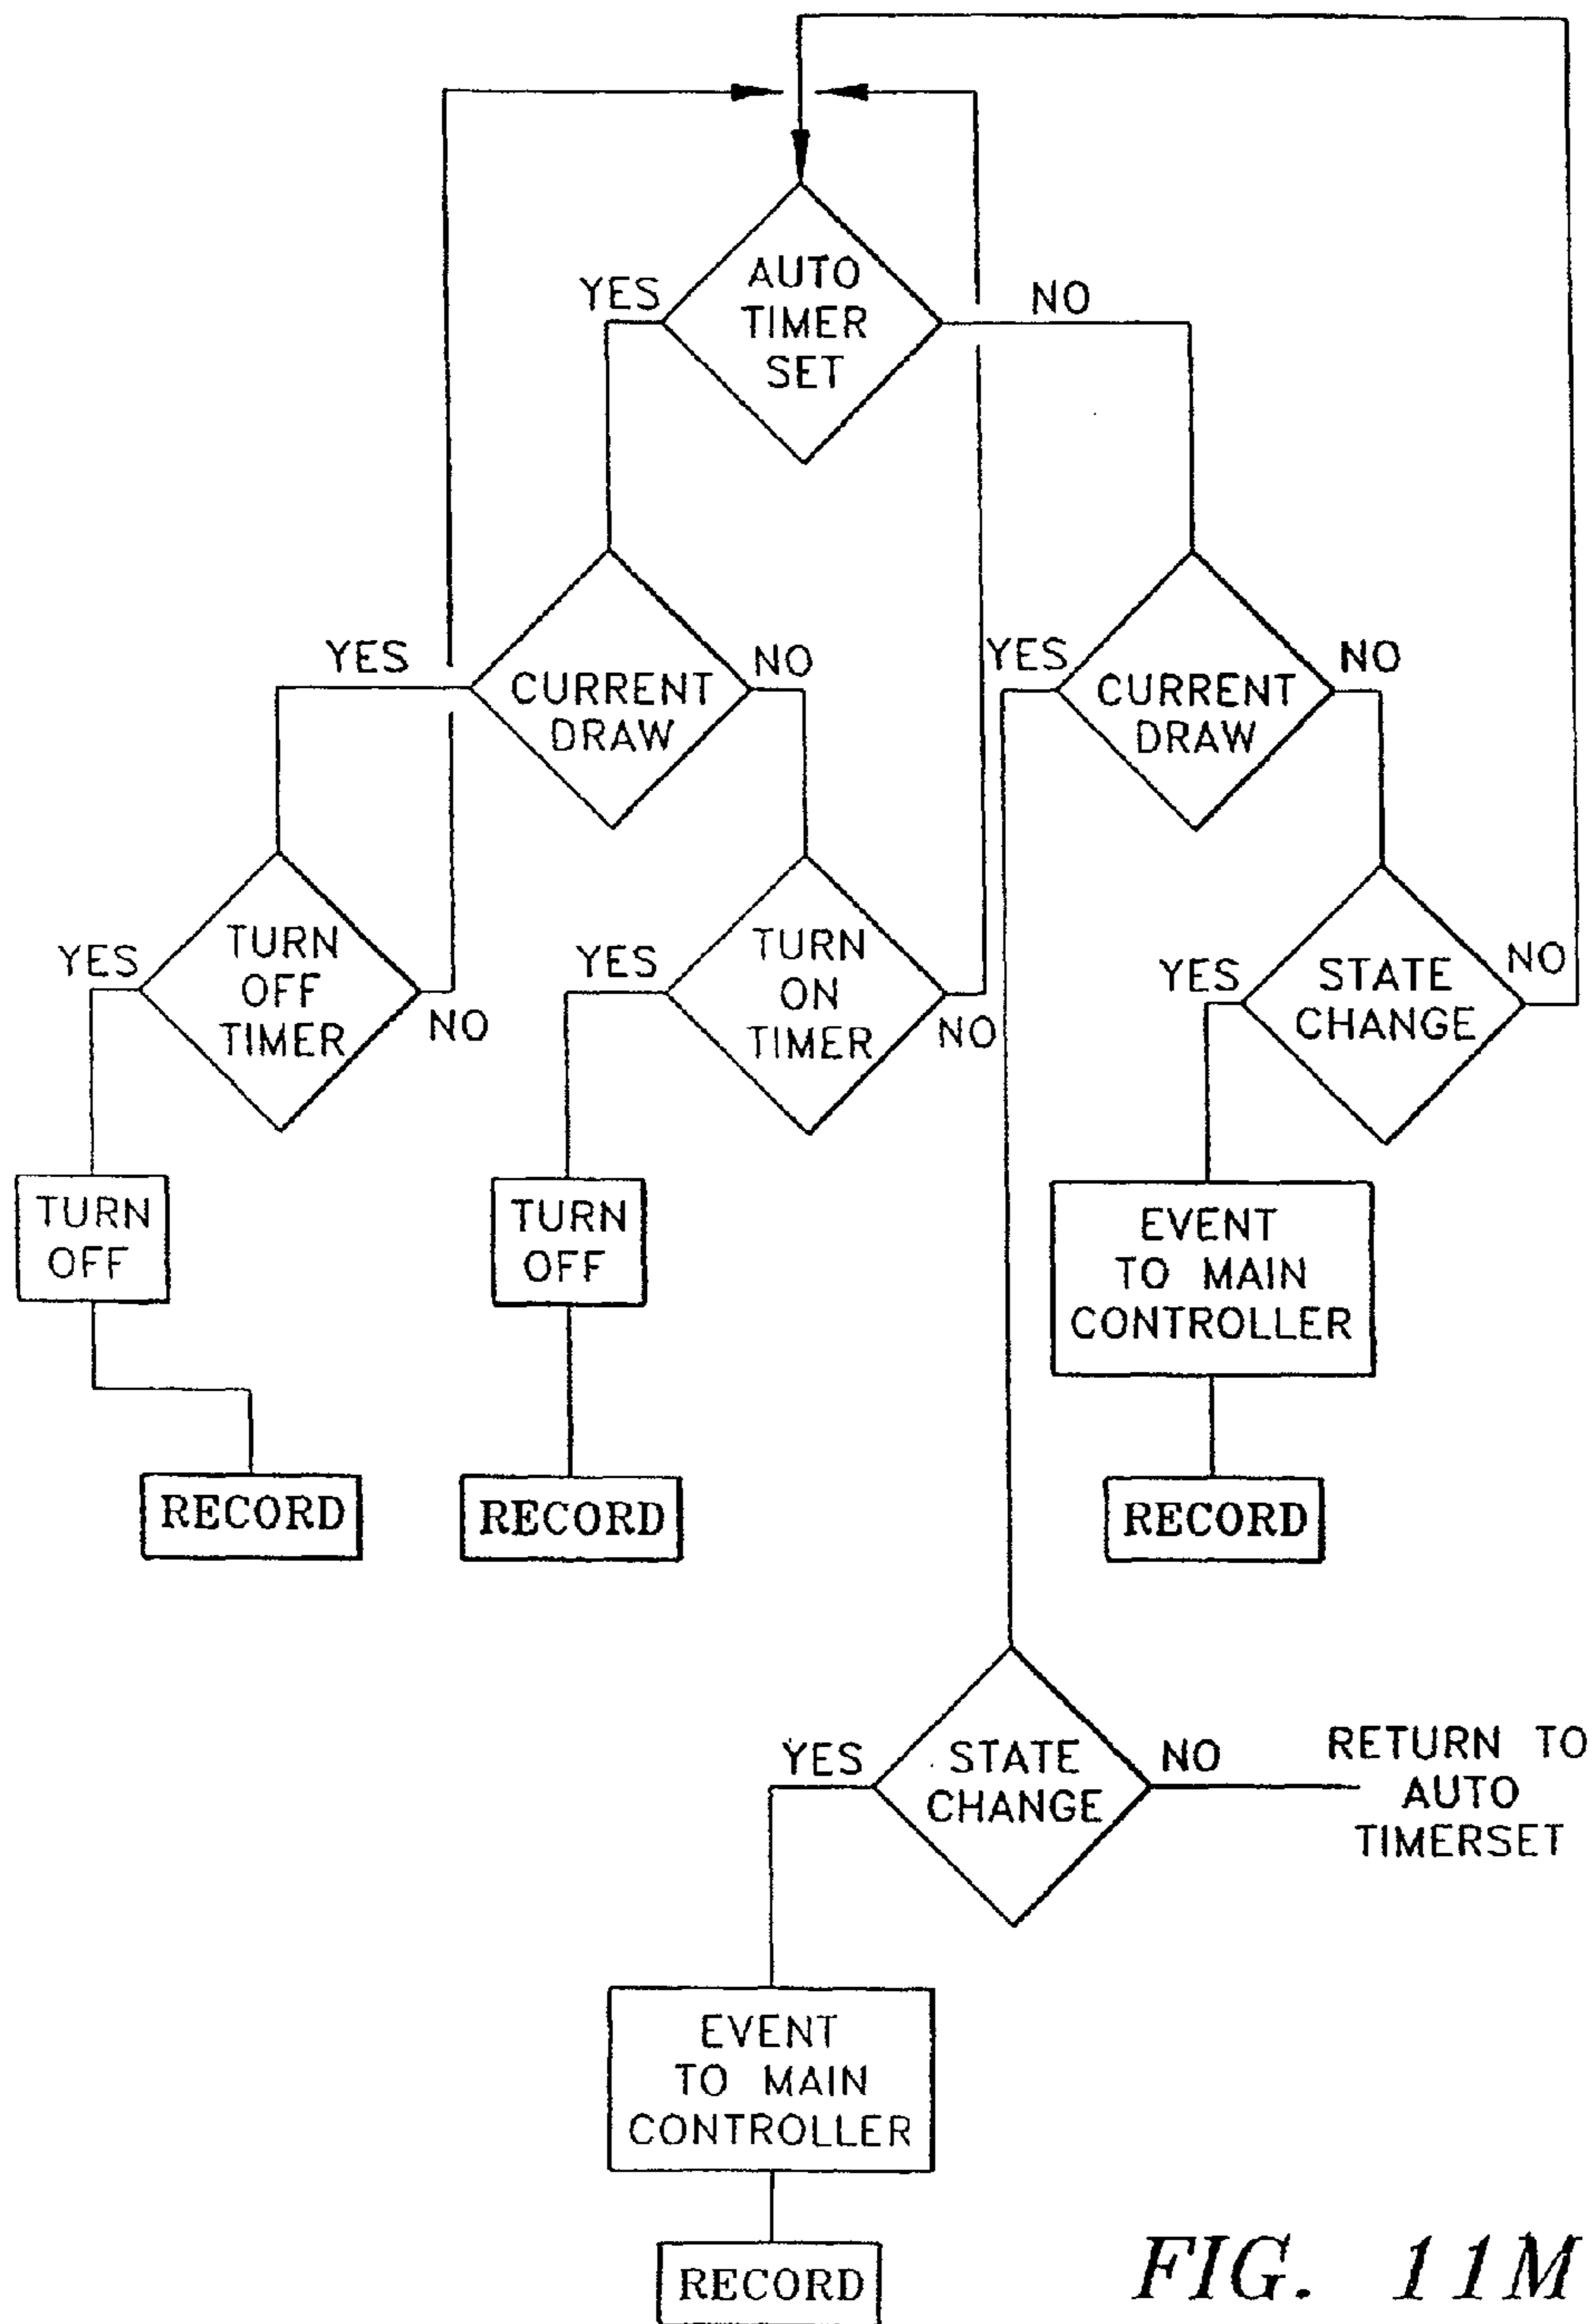 AUTO
TIMER
SET
YES
NO
CURRENT
DRAW
YES
NO
CURRENT
DRAW
YES
NO
TURN
OFF
TIMER
YES
NO
TURN
ON
TIMER
YES
NO
STATE
CHANGE
YES
NO
TURN
OFF
TURN
OFF
EVENT
TO MAIN
CONTROLLER
RECORD
RECORD
RECORD
STATE
CHANGE
YES
NO
RETURN TO
AUTO
TIMERSET
EVENT
TO MAIN
CONTROLLER
RECORD
FIG. 11M